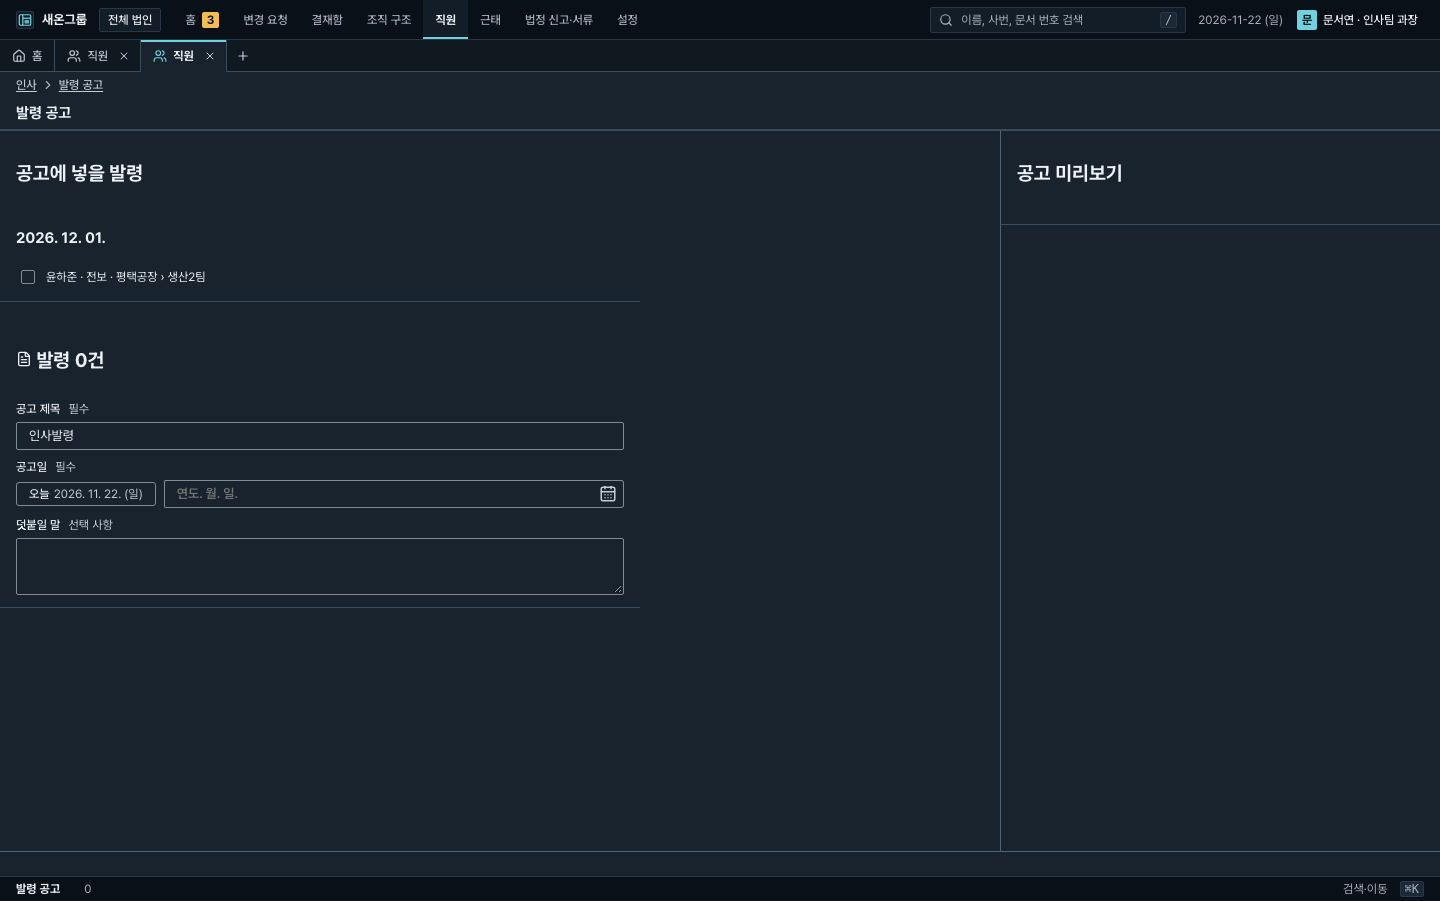 새온그룹 전체 법인 홈 3 변경 요청 결재함 조직 구조 직원 근태 법정 신고·서류 설정 이름, 사번, 문서 번호 검색 / 2026-11-22 (일) 문 문서연 · 인사팀 과장
홈 직원 직원
인사 발령 공고
발령 공고
공고에 넣을 발령
2026. 12. 01.
윤하준 · 전보 · 평택공장 › 생산2팀
발령 0건
공고 제목 필수
인사발령
공고일 필수
오늘 2026. 11. 22. (일) 연도. 월. 일.
덧붙일 말 선택 사항
공고 미리보기
발령 공고 0 검색·이동 ⌘K